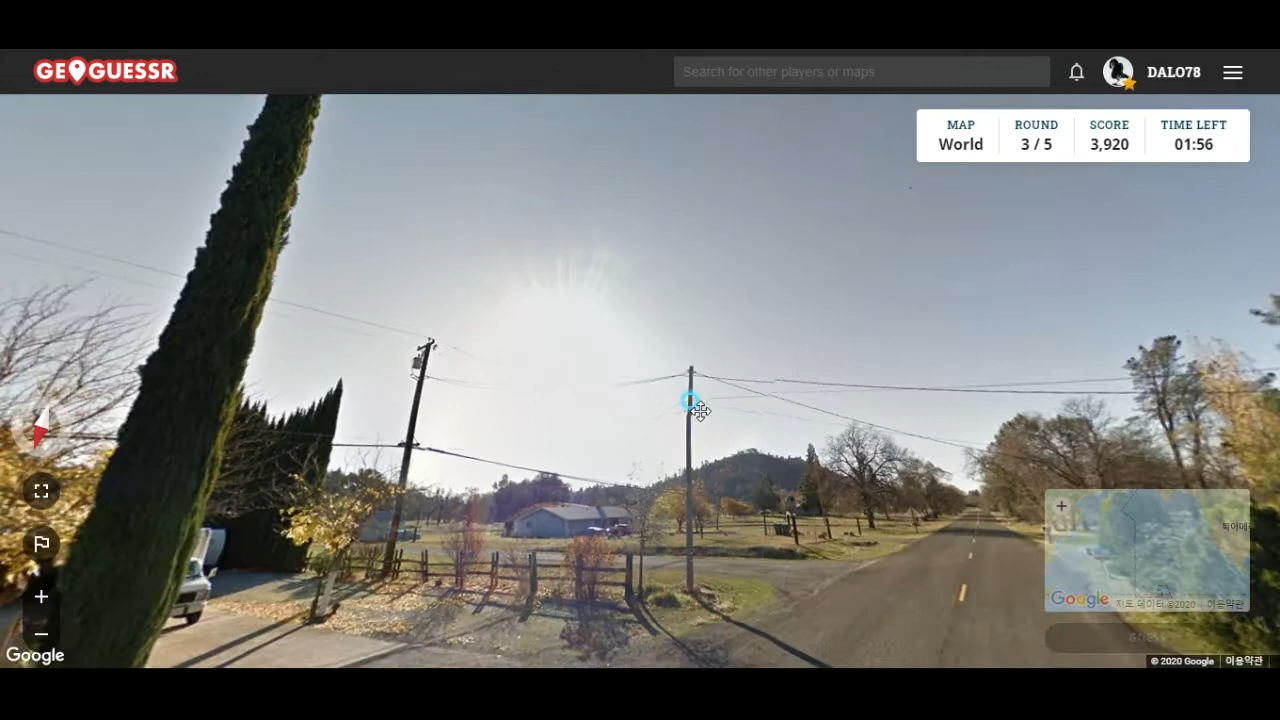 GEOGUESSR
Search for other players or maps
DALO78
MAP
World
ROUND
3 / 5
SCORE
3,920
TIME LEFT
01:56
Google
지도 데이터 ©2020
이용약관
GUESS
Google
© 2020 Google
이용약관